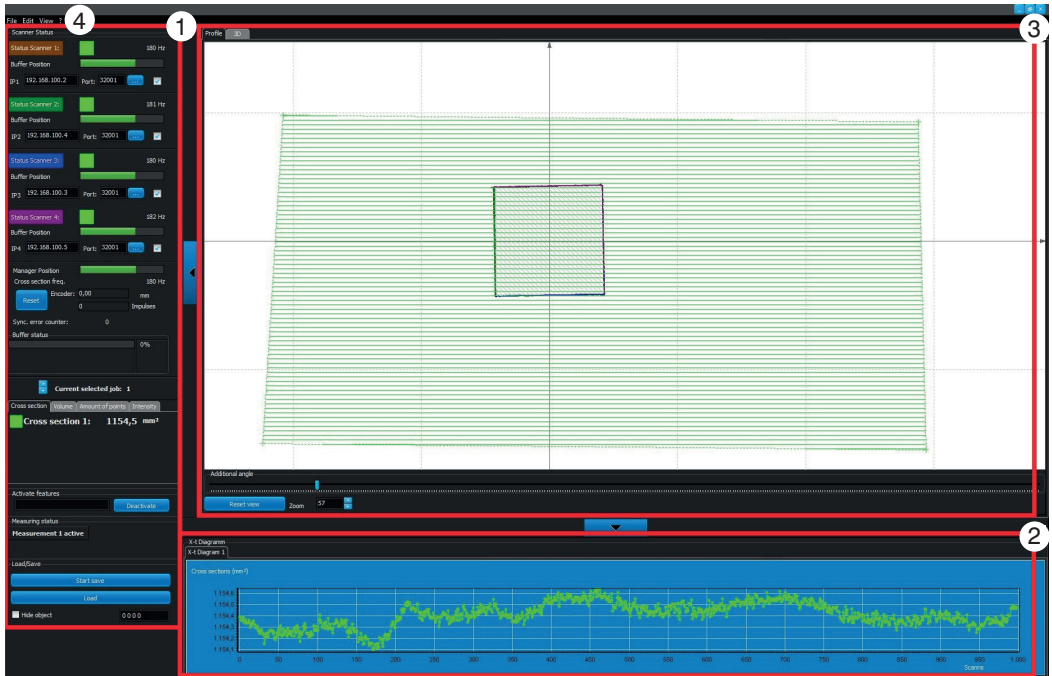 File Edit View ?
4
1
3
Scanner Status
Status Scanner 1: 180 Hz
Buffer Position
IP1 192.168.100.2 Port: 32001 ...
Status Scanner 2: 181 Hz
Buffer Position
IP2 192.168.100.4 Port: 32001 ...
Status Scanner 3: 180 Hz
Buffer Position
IP3 192.168.100.3 Port: 32001 ...
Status Scanner 4: 182 Hz
Buffer Position
IP4 192.168.100.5 Port: 32001 ...
Manager Position
Cross section freq. 180 Hz
Reset Encoder: 0,00 mm
0 Impulses
Sync. error counter: 0
Buffer status
0%
Current selected job: 1
Cross section Volume Amount of points Intensity
Cross section 1: 1154,5 mm²
Activate features
Deactivate
Measuring status
Measurement 1 active
Load/Save
Start save
Load
Hide object 0 0 0 0
Profile 3D
Additional angle
Reset view Zoom 57
2
X-t Diagramm
X-t Diagram 1
Cross sections (mm²)
1.154,6
1.154,5
1.154,4
1.154,3
1.154,2
1.154,1
0 50 100 150 200 250 300 350 400 450 500 550 600 650 700 750 800 850 900 950 1.000
Scanns